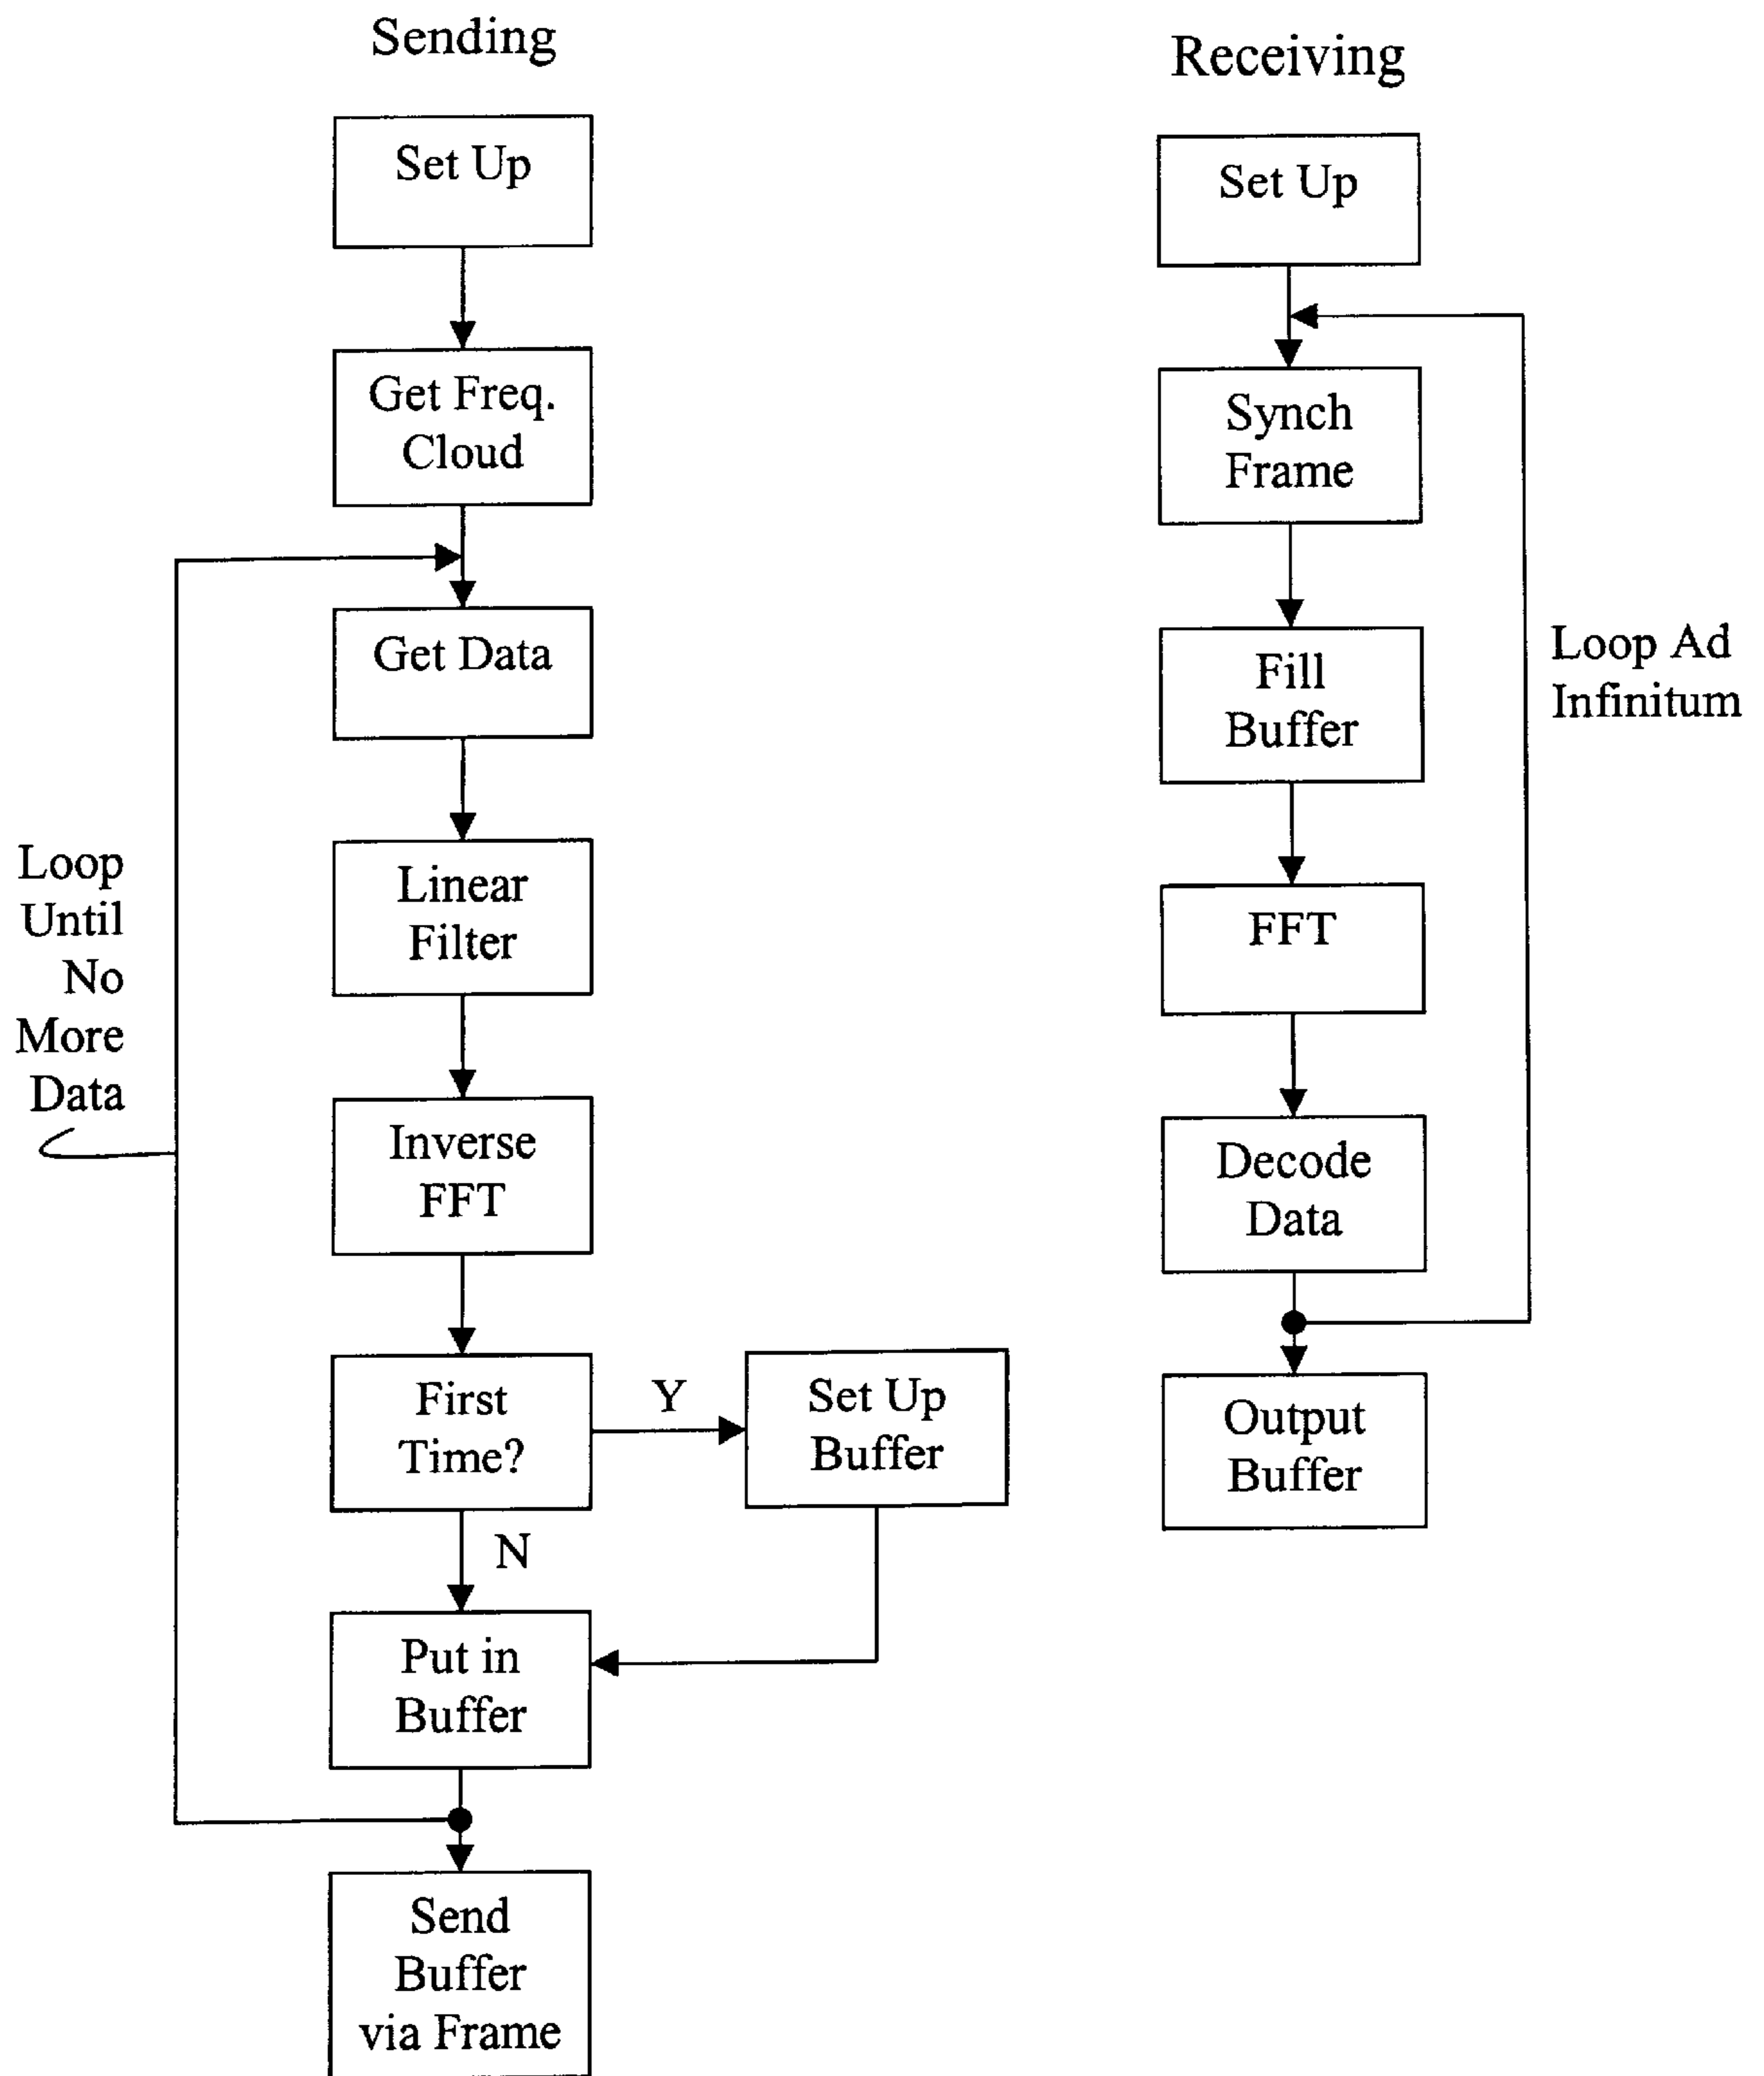 Sending
Set Up
Get Freq.
Cloud
Get Data
Linear
Filter
Inverse
FFT
First
Time?
Y
Set Up
Buffer
N
Put in
Buffer
Send
Buffer
via Frame
Loop
Until
No
More
Data
Receiving
Set Up
Synch
Frame
Fill
Buffer
FFT
Decode
Data
Output
Buffer
Loop Ad
Infinitum